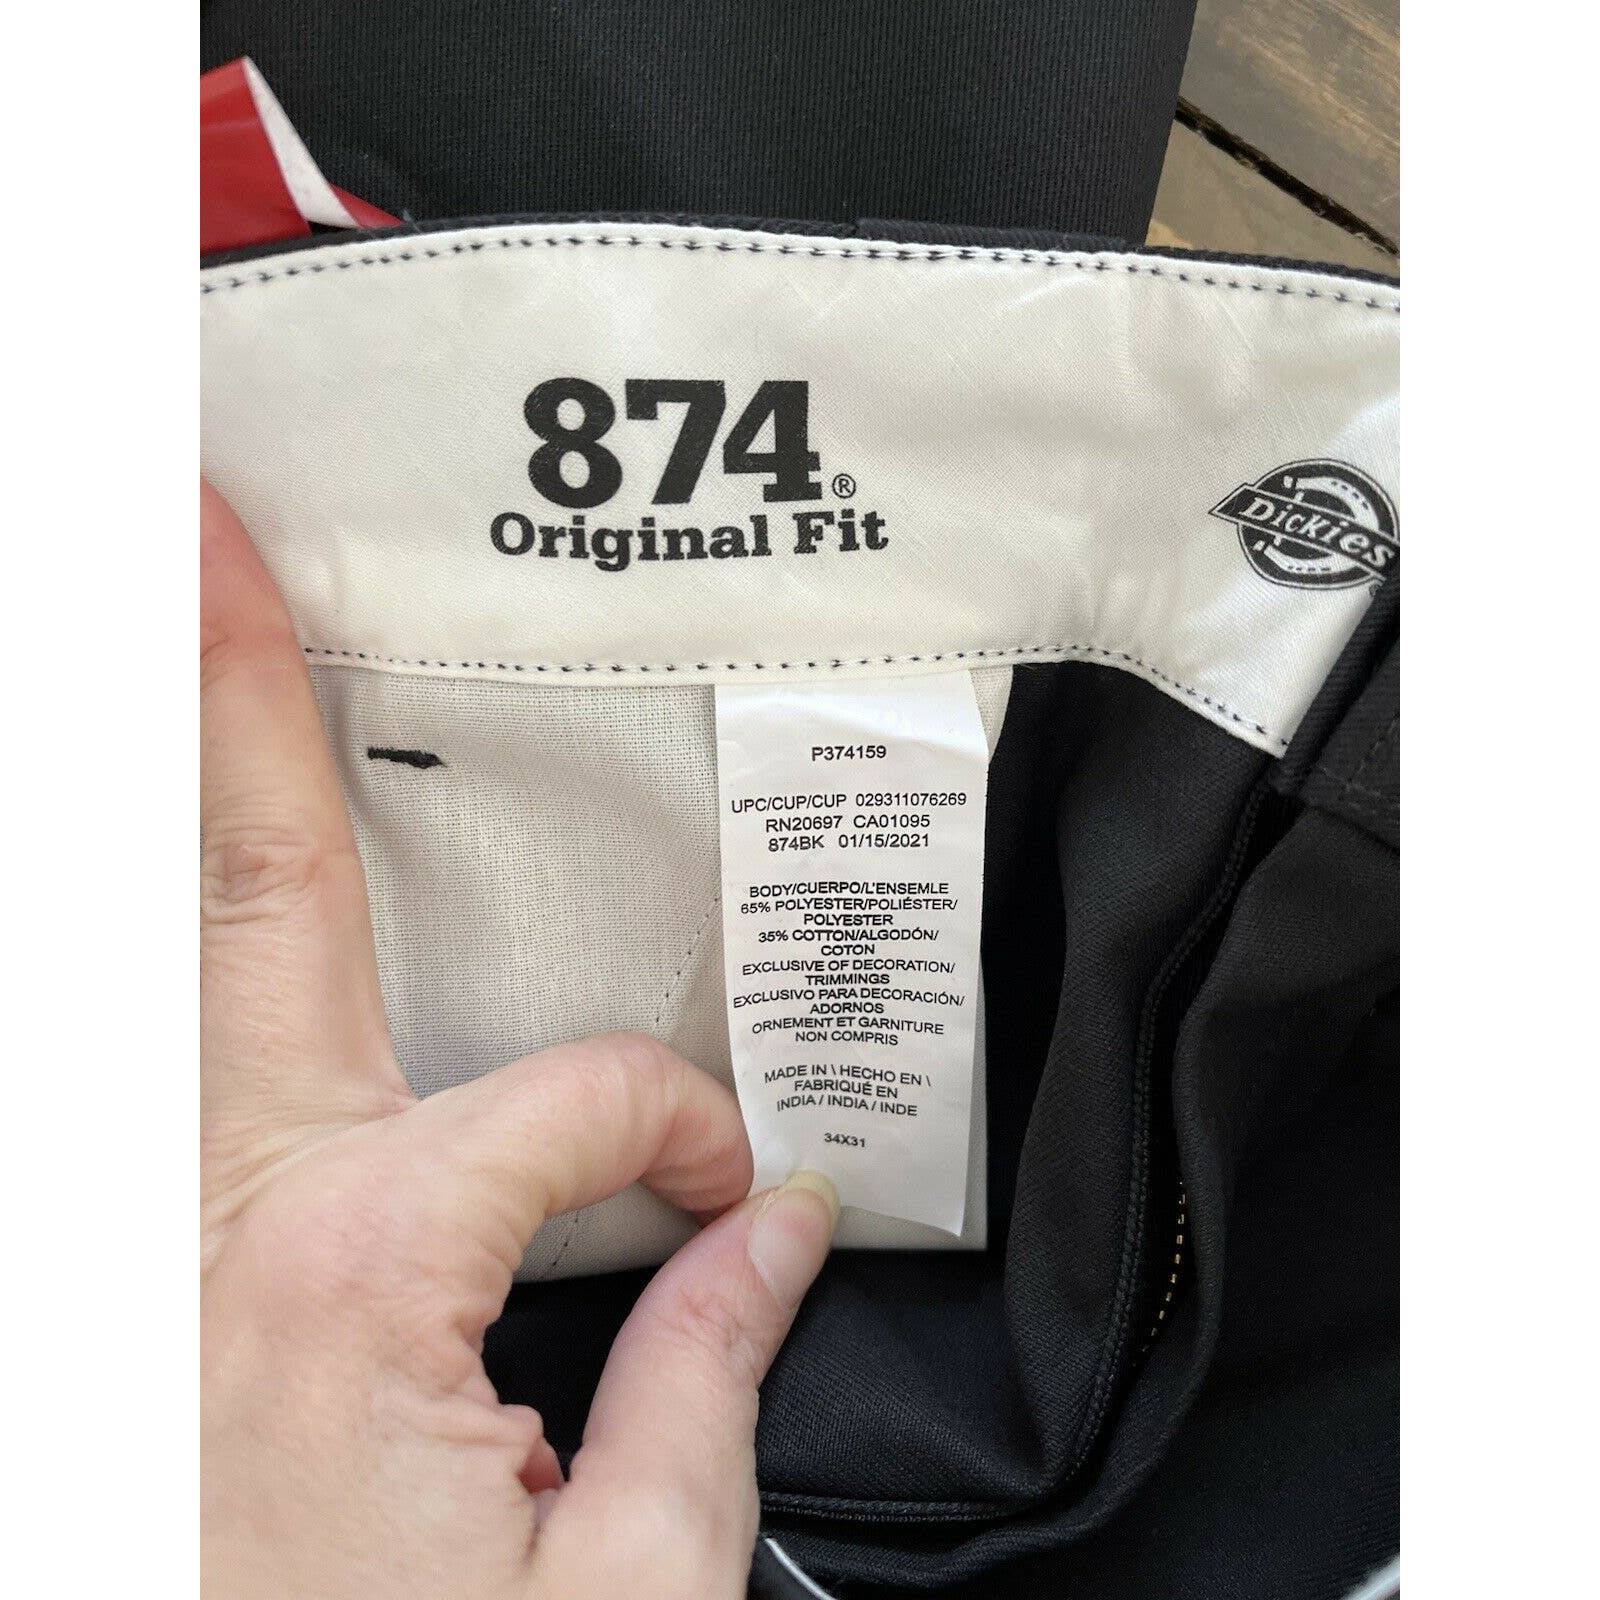 874®
Original Fit
Dickies
P374159
UPC/CUP/CUP 029311076269
RN20697 CA01095
874BK 01/15/2021
BODY/CUERPO/L'ENSEMLE
65% POLYESTER/POLIÉSTER/
POLYESTER
35% COTTON/ALGODÓN/
COTON
EXCLUSIVE OF DECORATION/
TRIMMINGS
EXCLUSIVO PARA DECORACIÓN/
ADORNOS
ORNEMENT ET GARNITURE
NON COMPRIS
MADE IN \ HECHO EN \
FABRIQUÉ EN
INDIA / INDIA / INDE
34X31